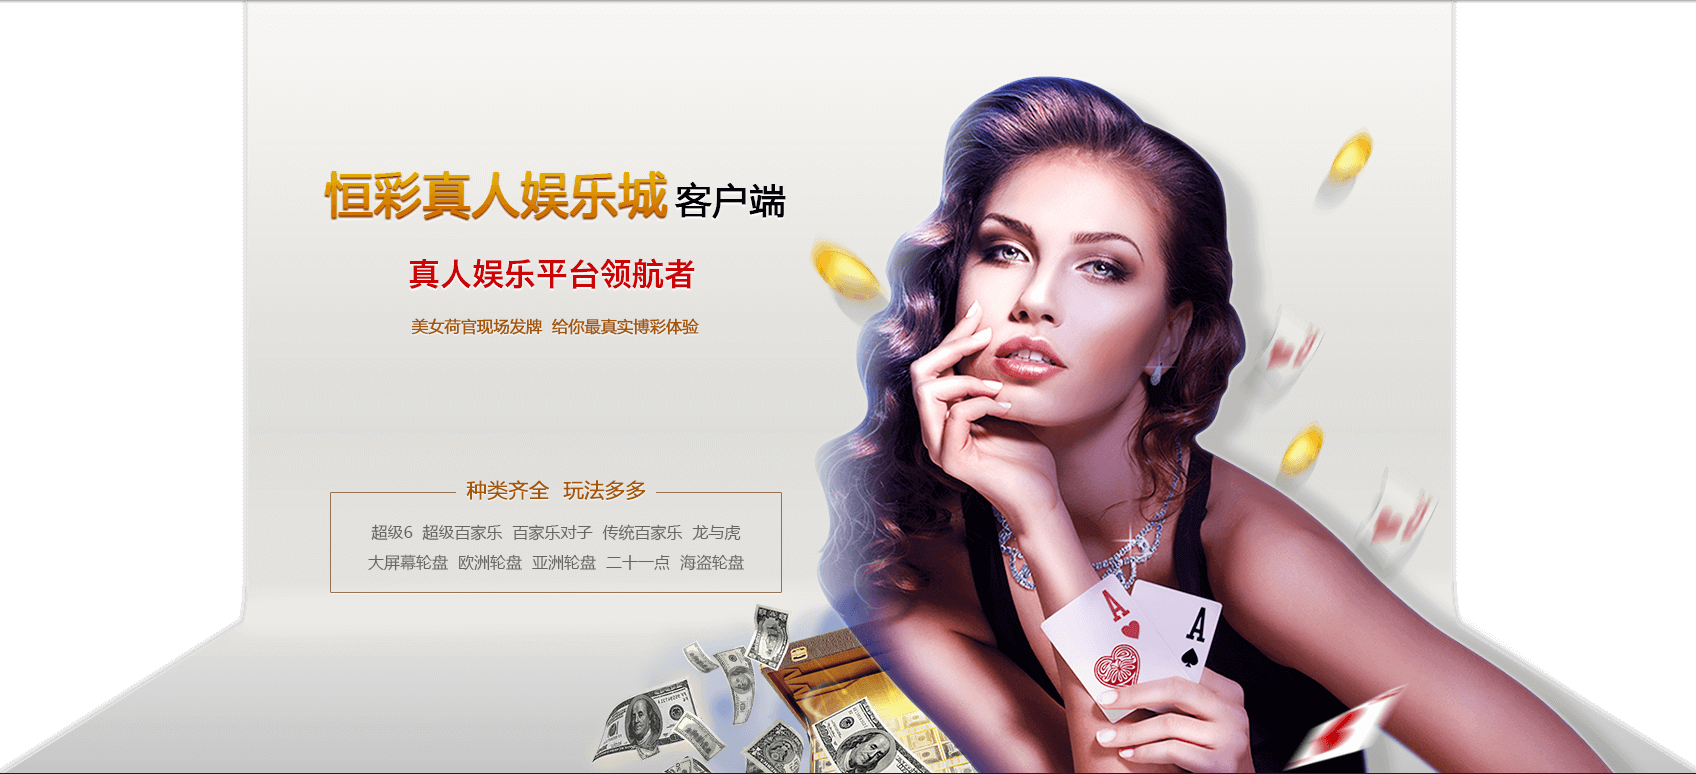 恒彩真人娱乐城 客户端
真人娱乐平台领航者
美女荷官现场发牌 给你最真实博彩体验
种类齐全 玩法多多
超级6 超级百家乐 百家乐对子 传统百家乐 龙与虎
大屏幕轮盘 欧洲轮盘 亚洲轮盘 二十一点 海盗轮盘
A
A